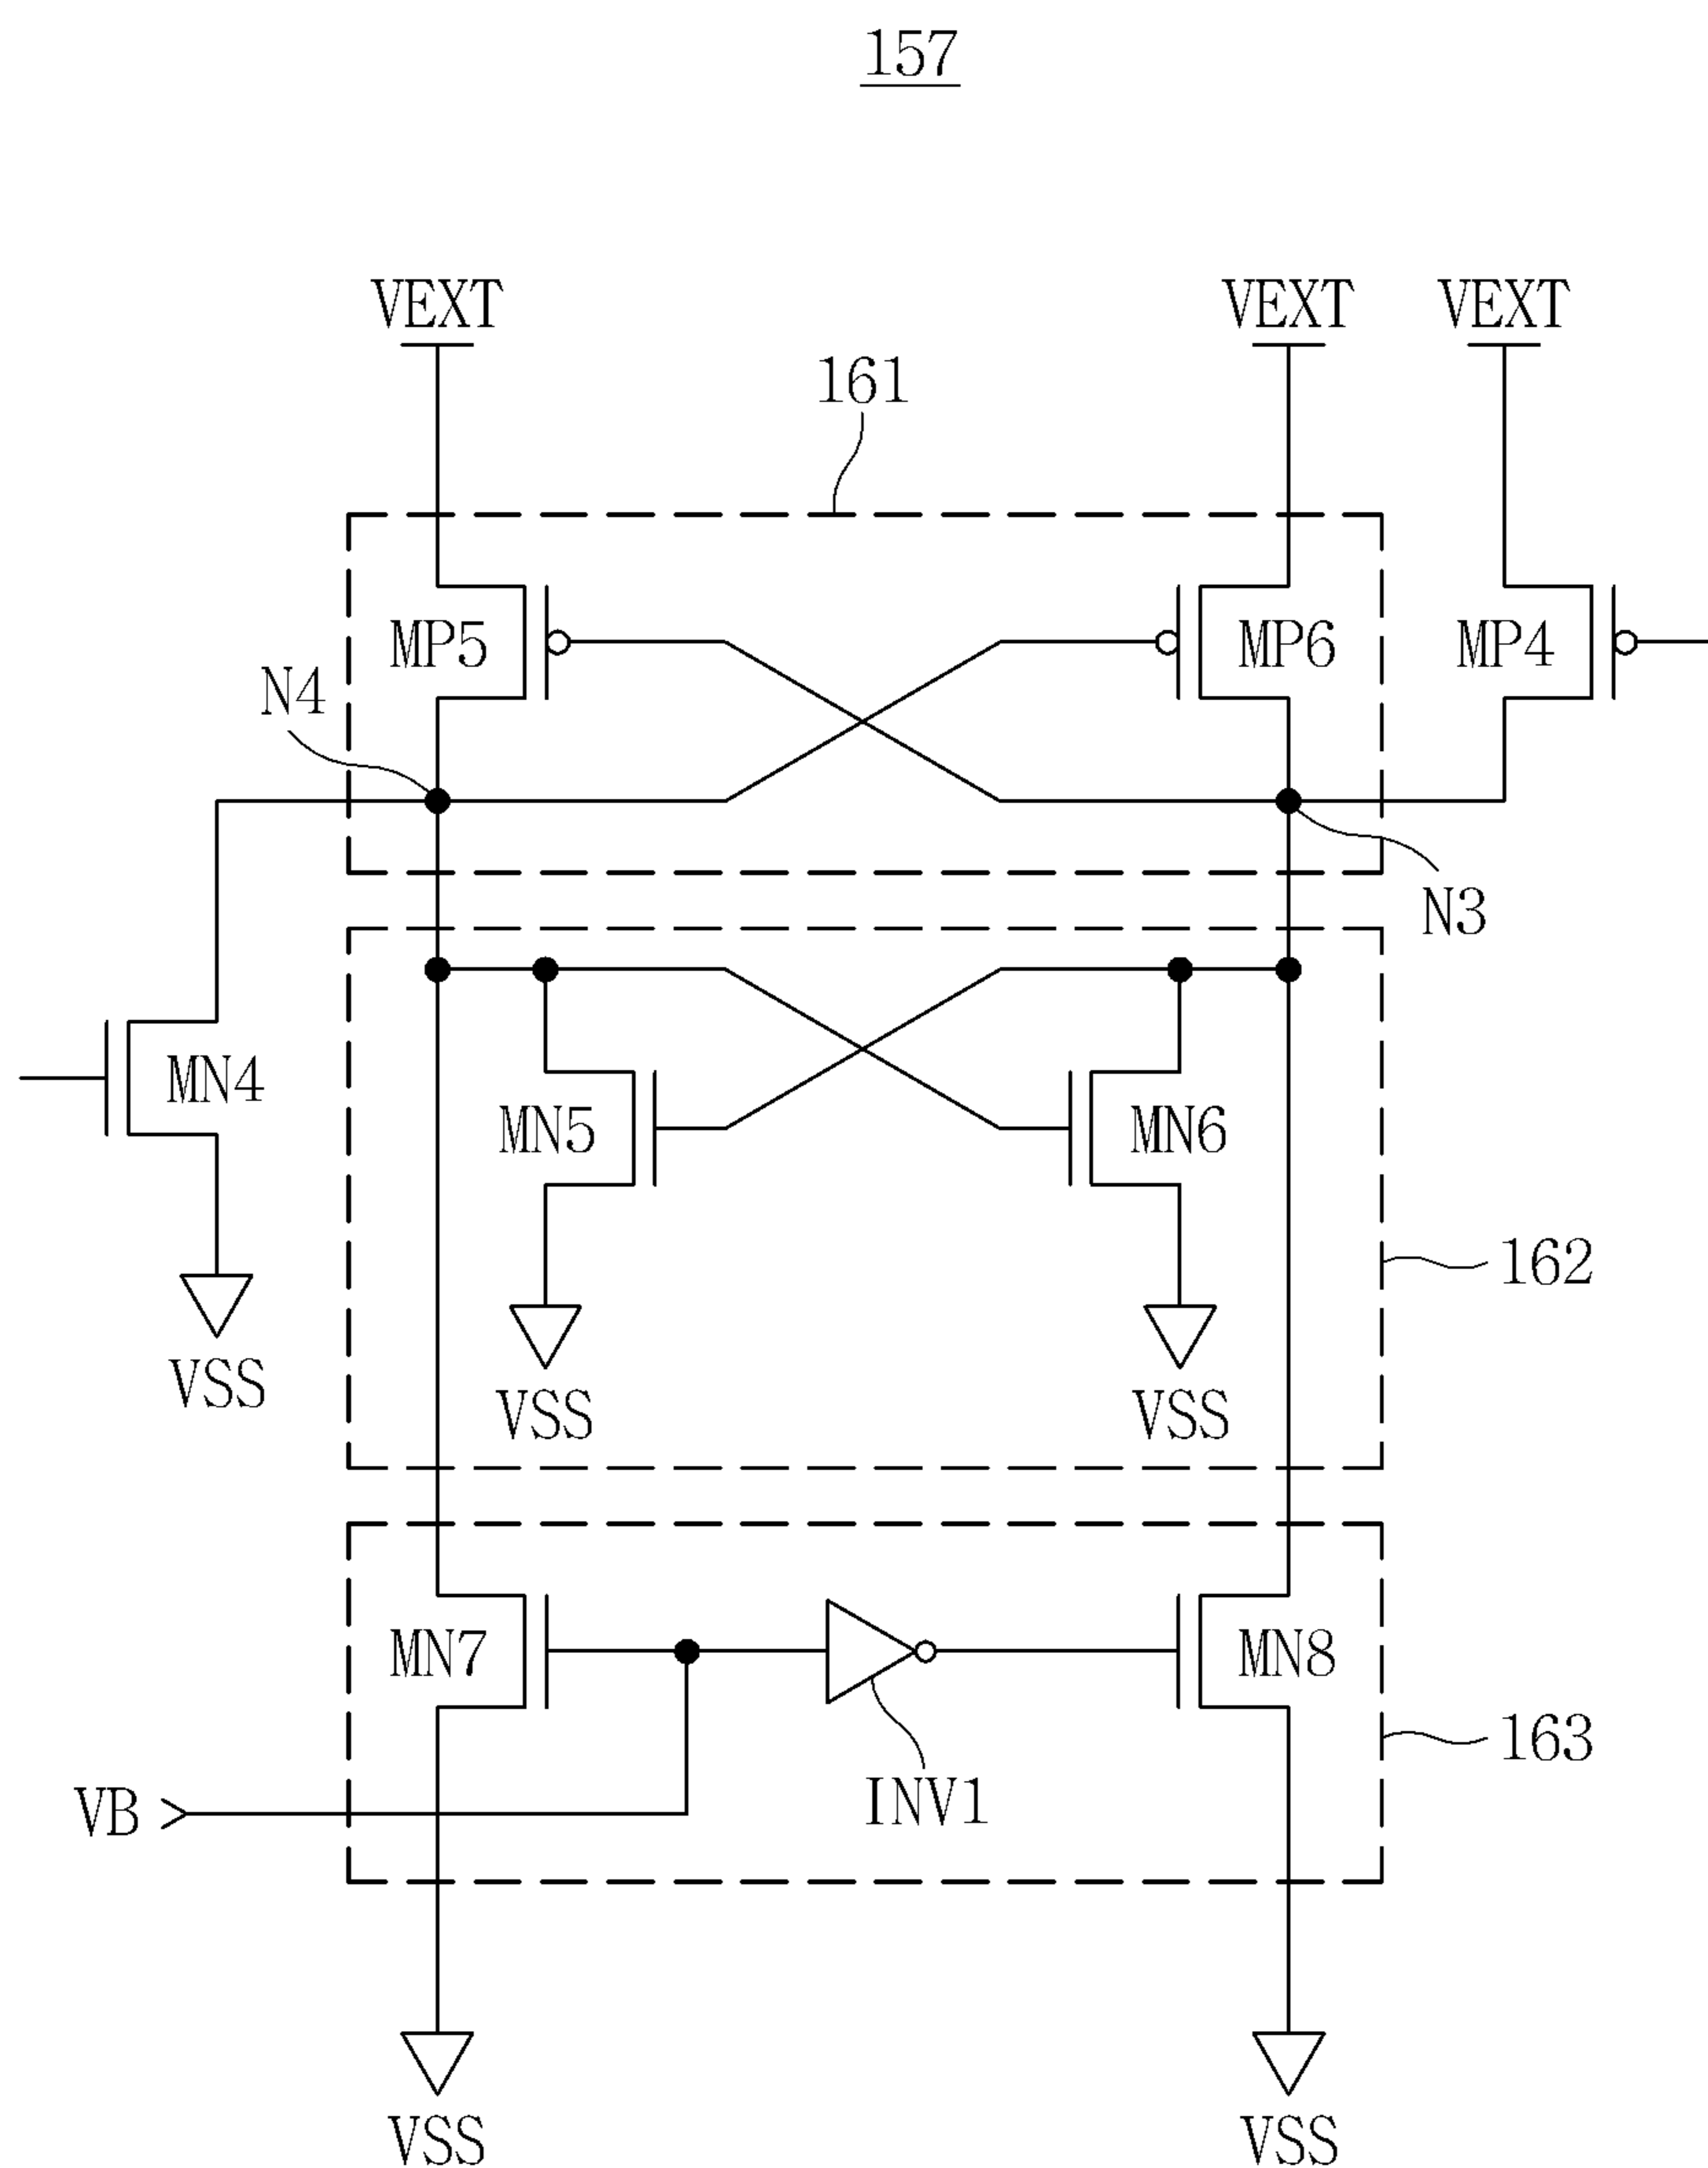 157
VEXT VEXT VEXT
161
MP5 MP6 MP4
N4
N3
MN4 MN5 MN6
162
VSS VSS VSS
MN7 MN8
163
INV1
VB
VSS VSS